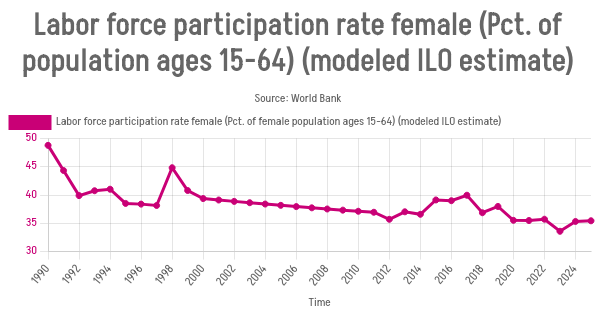 Labor force participation rate female (Pct. of
population ages 15-64) (modeled ILO estimate)
Source: World Bank
Labor force participation rate female (Pct. of female population ages 15-64) (modeled ILO estimate)
50
45
40
35
30
1990 1992 1994 1996 1998 2000 2002 2004 2006 2008 2010 2012 2014 2016 2018 2020 2022 2024
Time